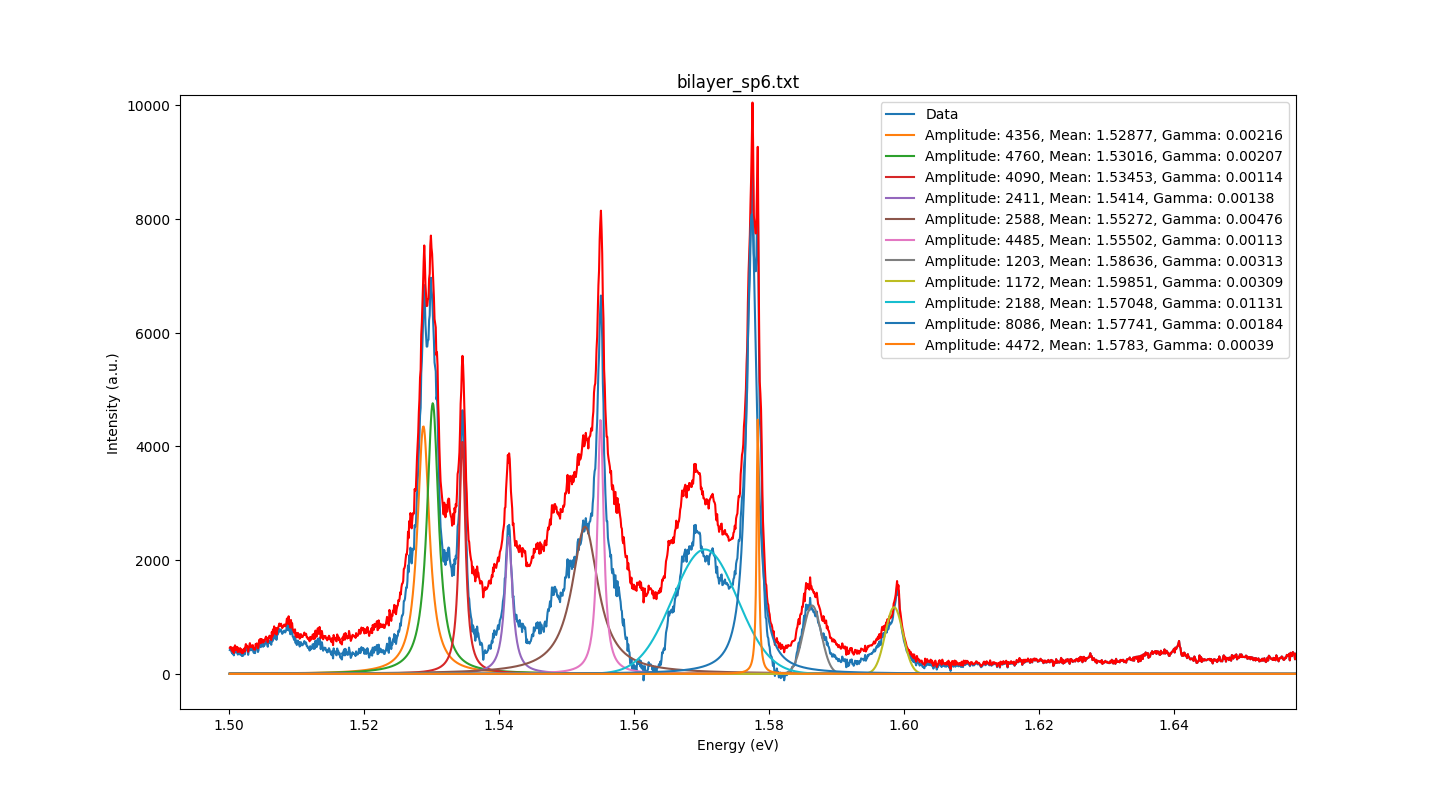 bilayer_sp6.txt
10000
8000
6000
4000
2000
0
Intensity (a.u.)
Data
Amplitude: 4356, Mean: 1.52877, Gamma: 0.00216
Amplitude: 4760, Mean: 1.53016, Gamma: 0.00207
Amplitude: 4090, Mean: 1.53453, Gamma: 0.00114
Amplitude: 2411, Mean: 1.5414, Gamma: 0.00138
Amplitude: 2588, Mean: 1.55272, Gamma: 0.00476
Amplitude: 4485, Mean: 1.55502, Gamma: 0.00113
Amplitude: 1203, Mean: 1.58636, Gamma: 0.00313
Amplitude: 1172, Mean: 1.59851, Gamma: 0.00309
Amplitude: 2188, Mean: 1.57048, Gamma: 0.01131
Amplitude: 8086, Mean: 1.57741, Gamma: 0.00184
Amplitude: 4472, Mean: 1.5783, Gamma: 0.00039
1.50 1.52 1.54 1.56 1.58 1.60 1.62 1.64
Energy (eV)